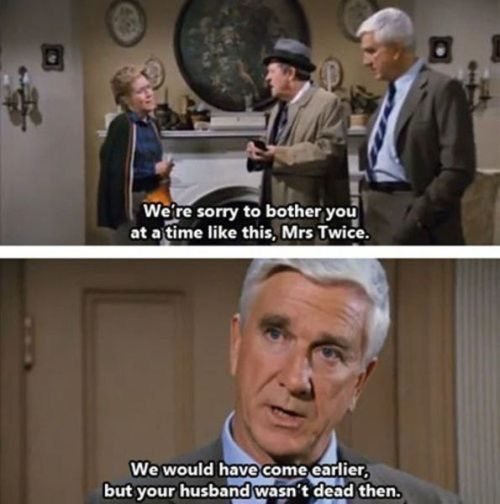 We're sorry to bother you
at a time like this, Mrs Twice.
We would have come earlier,
but your husband wasn't dead then.